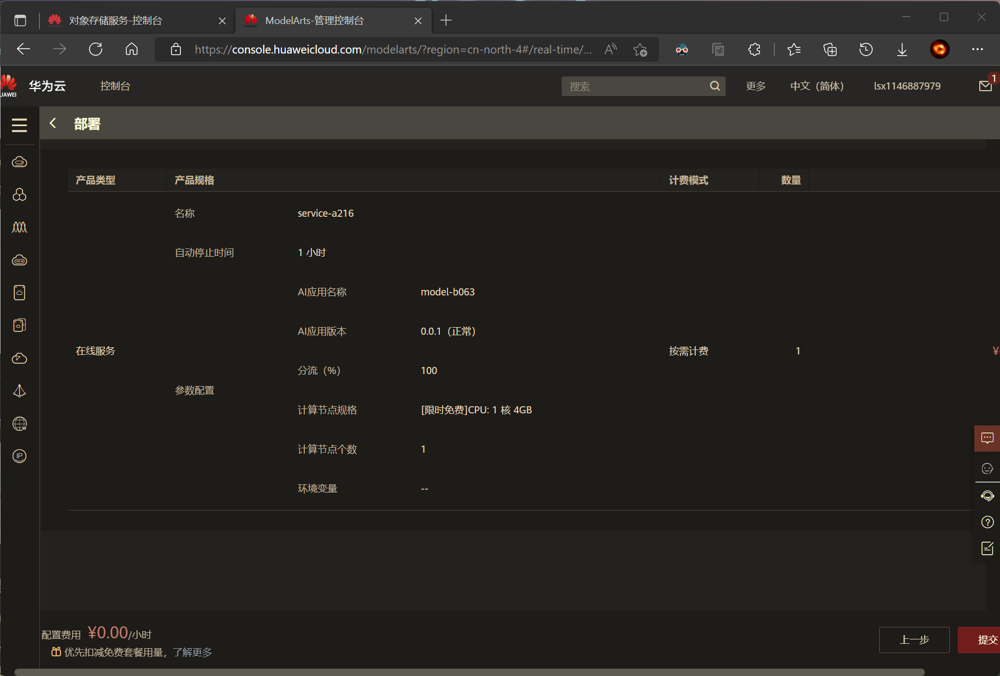 对象存储服务-控制台
ModelArts-管理控制台
https://console.huaweicloud.com/modelarts/?region=cn-north-4#/real-time/...
华为云
控制台
搜索
更多
中文（简体）
lsx1146887979
1
部署
产品类型
产品规格
计费模式
数量
名称
service-a216
自动停止时间
1 小时
AI应用名称
model-b063
AI应用版本
0.0.1（正常）
在线服务
按需计费
1
¥
分流（%）
100
参数配置
计算节点规格
[限时免费]CPU: 1 核 4GB
计算节点个数
1
环境变量
--
配置费用 ¥0.00/小时
优先扣减免费套餐用量，了解更多
上一步
提交